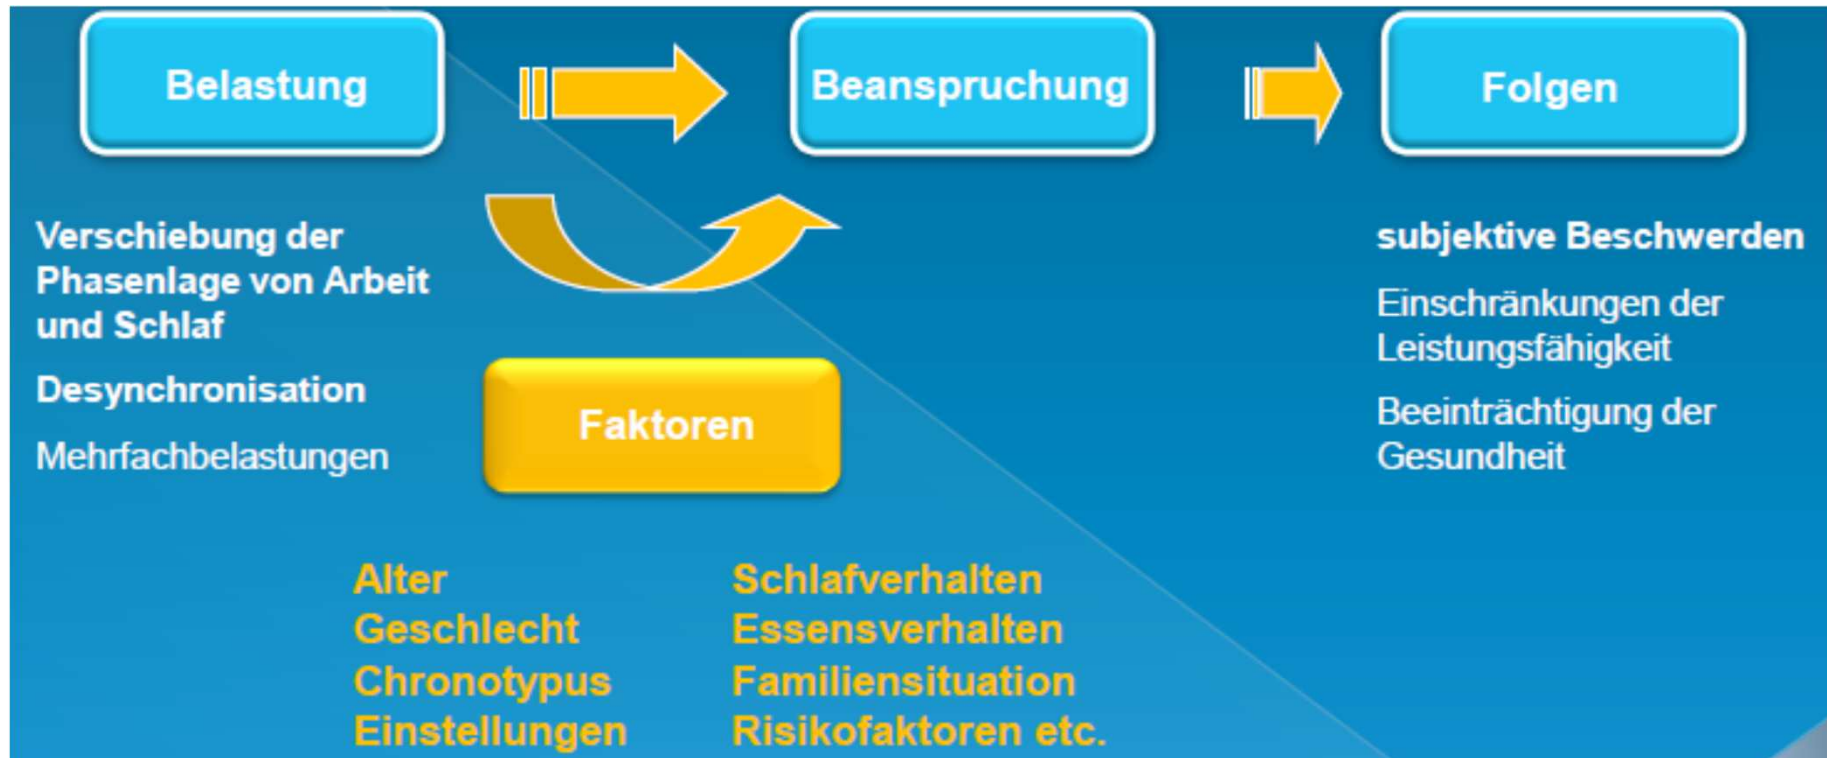 Belastung
Beanspruchung
Folgen
Verschiebung der
Phasenlage von Arbeit
und Schlaf
Desynchronisation
Mehrfachbelastungen
subjektive Beschwerden
Einschränkungen der
Leistungsfähigkeit
Beeinträchtigung der
Gesundheit
Faktoren
Alter
Geschlecht
Chronotypus
Einstellungen
Schlafverhalten
Essensverhalten
Familiensituation
Risikofaktoren etc.